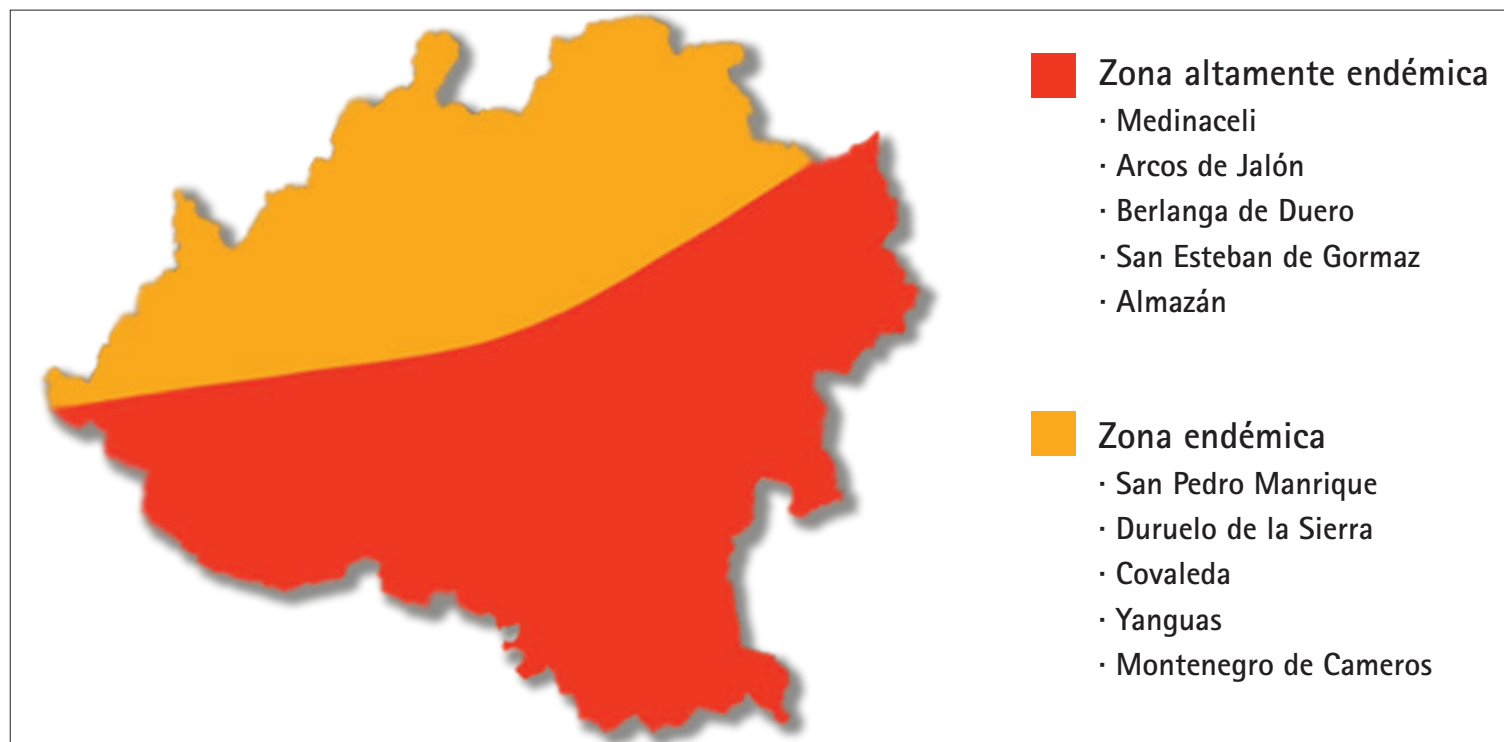 Zona altamente endémica
· Medinaceli
· Arcos de Jalón
· Berlanga de Duero
· San Esteban de Gormaz
· Almazán
Zona endémica
· San Pedro Manrique
· Duruelo de la Sierra
· Covaleda
· Yanguas
· Montenegro de Cameros